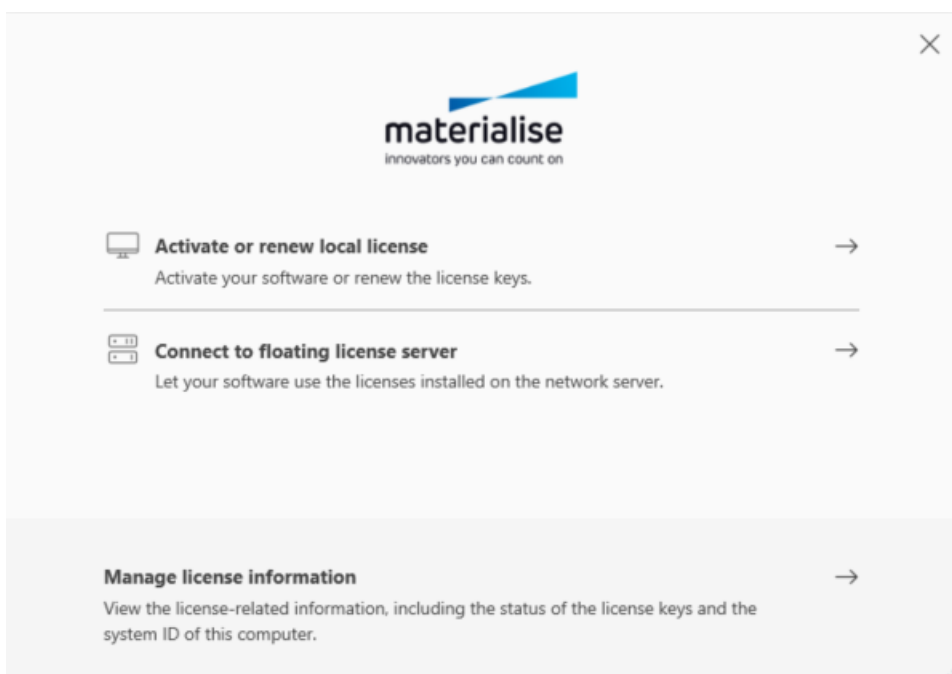 materialise
innovators you can count on
Activate or renew local license
Activate your software or renew the license keys.
Connect to floating license server
Let your software use the licenses installed on the network server.
Manage license information
View the license-related information, including the status of the license keys and the
system ID of this computer.